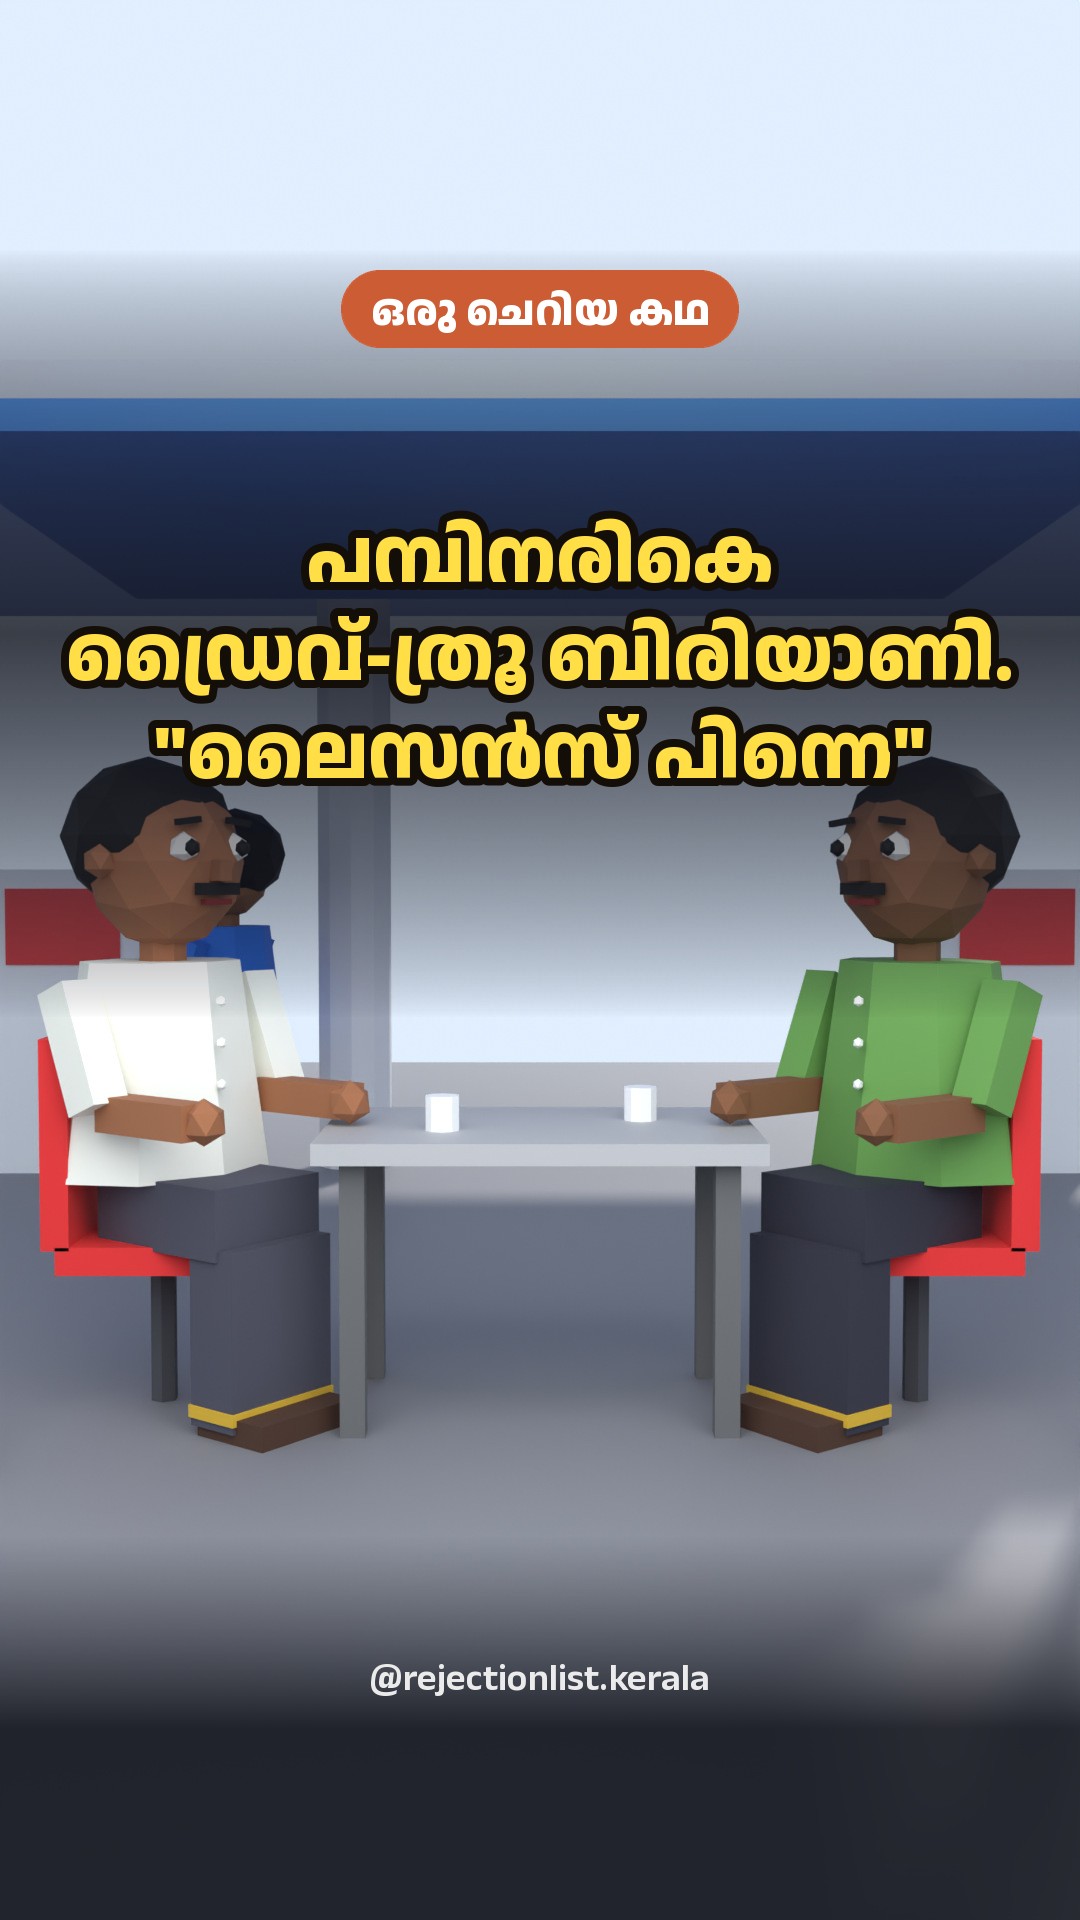 ഒരു ചെറിയ കഥ
പമ്പിനരികെ
ഡ്രൈവ്-ത്രൂ ബിരിയാണി.
"ലൈസൻസ് പിന്നെ"
@rejectionlist.kerala